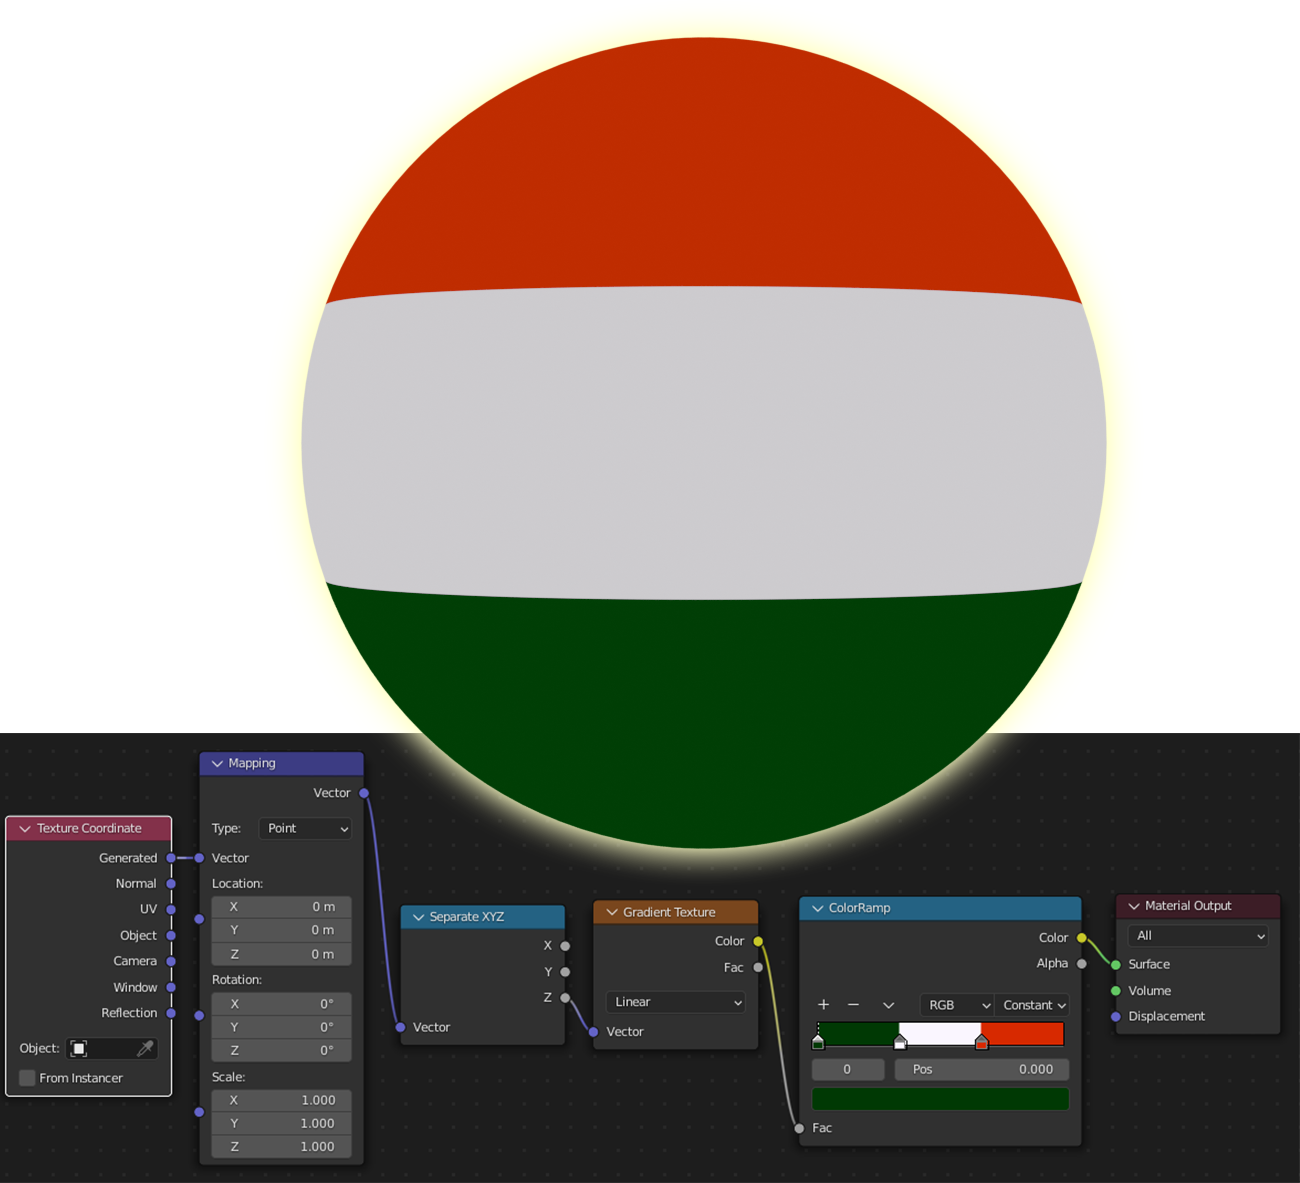 Texture Coordinate
Generated
Normal
UV
Object
Camera
Window
Reflection
Object:
From Instancer
Mapping
Vector
Type: Point
Vector
Location:
X 0 m
Y 0 m
Z 0 m
Rotation:
X 0°
Y 0°
Z 0°
Scale:
X 1.000
Y 1.000
Z 1.000
Separate XYZ
X
Y
Z
Vector
Gradient Texture
Color
Fac
Linear
Vector
ColorRamp
Color
Alpha
+ − RGB Constant
0 Pos 0.000
Fac
Material Output
All
Surface
Volume
Displacement